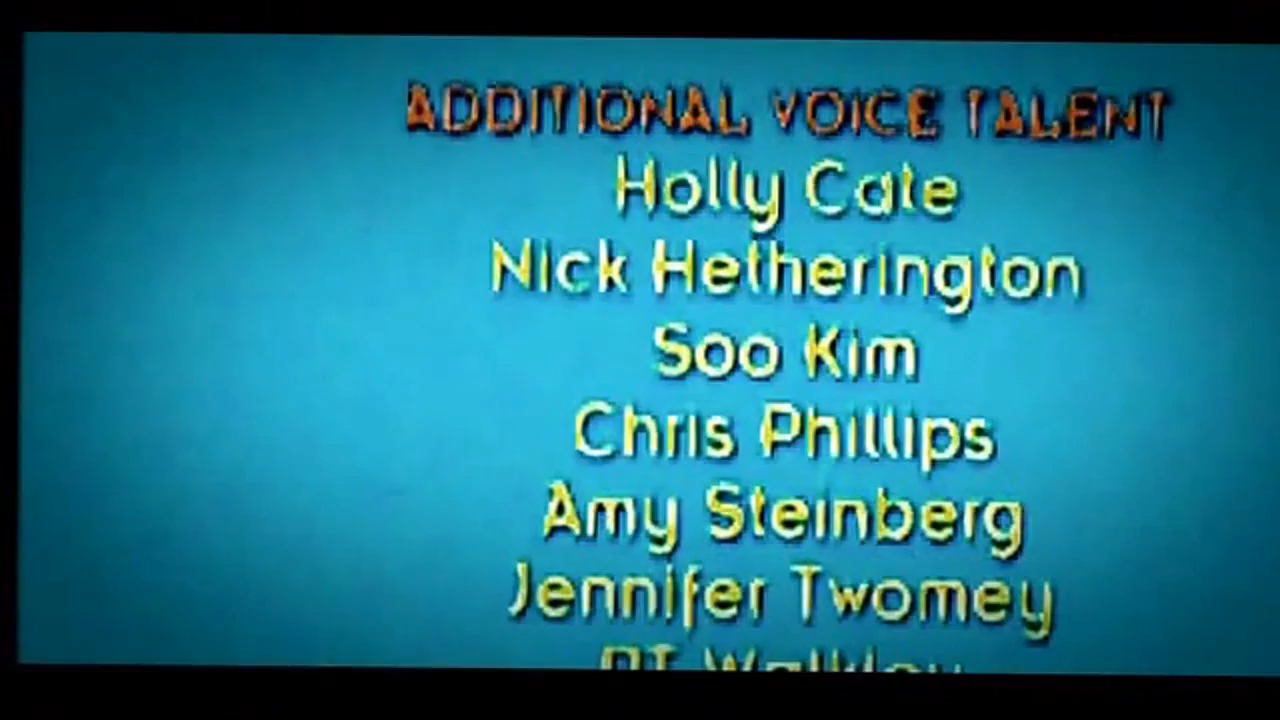 ADDITIONAL VOICE TALENT
Holly Cate
Nick Hetherington
Soo Kim
Chris Phillips
Amy Steinberg
Jennifer Twomey